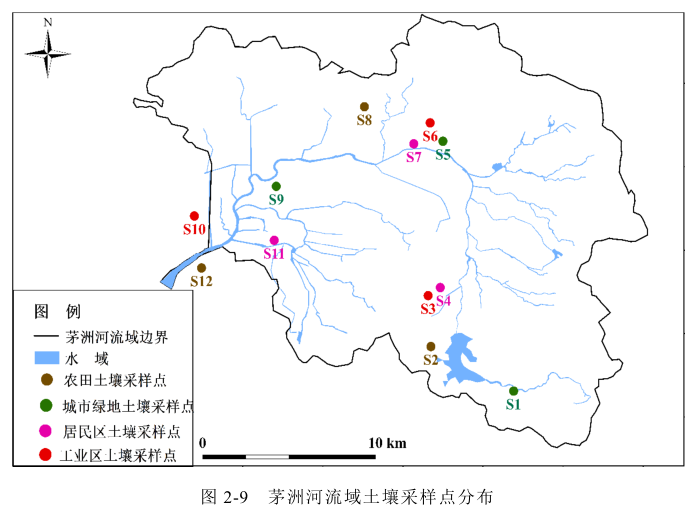 N
S8
S6
S7
S5
S9
S10
S11
S12
S3
S4
S2
S1
图 例
茅洲河流域边界
水 域
农田土壤采样点
城市绿地土壤采样点
居民区土壤采样点
工业区土壤采样点
0 10 km
图 2-9 茅洲河流域土壤采样点分布